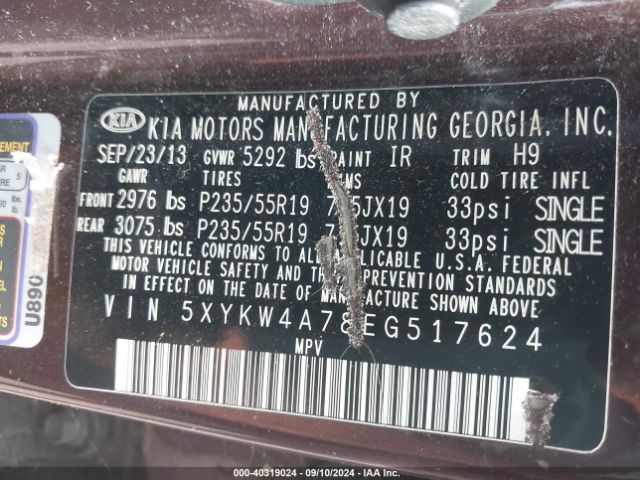 MANUFACTURED BY
KIA KIA MOTORS MANUFACTURING GEORGIA, INC.
SEP/23/13 GVWR 5292 lbs PAINT IR TRIM H9
GAWR TIRES COLD TIRE INFL
FRONT 2976 lbs P235/55R19 33psi SINGLE
REAR 3075 lbs P235/55R19 33psi SINGLE
THIS VEHICLE CONFORMS TO ALL APPLICABLE U.S.A. FEDERAL
MOTOR VEHICLE SAFETY AND THEFT PREVENTION STANDARDS
IN EFFECT ON THE DATE OF MANUFACTURE SHOWN ABOVE
VIN 5XYKW4A78EG517624
MPV
U890
000-40319024 - 09/10/2024 - IAA Inc.